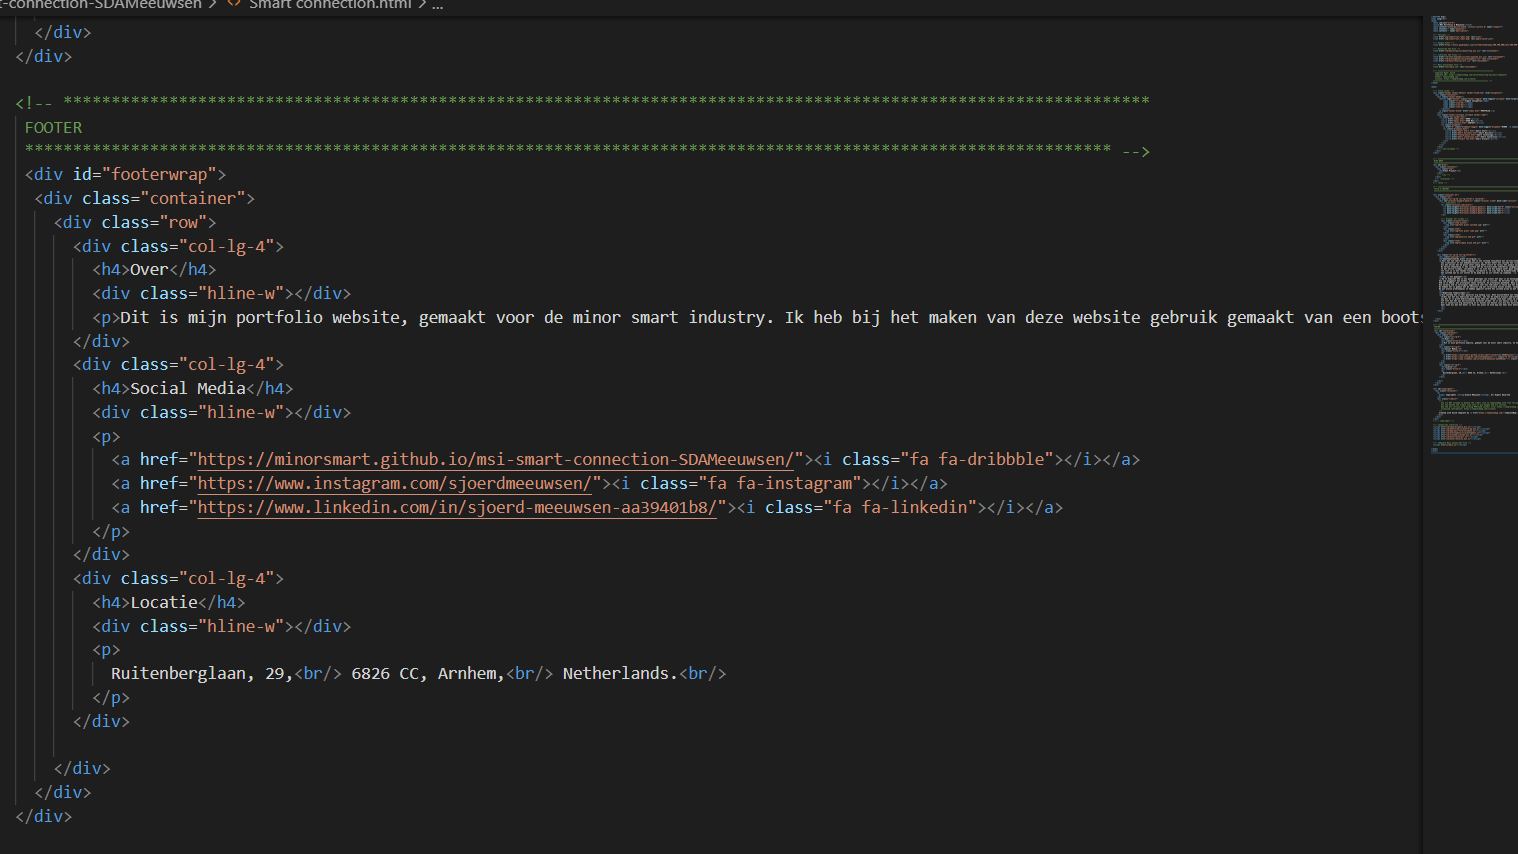 t-connection-SDAMeeuwsen > <> Smart connection.html > ...
</div>
</div>
<!-- *****************************************************************************************************************
FOOTER
***************************************************************************************************************** -->
<div id="footerwrap">
<div class="container">
<div class="row">
<div class="col-lg-4">
<h4>Over</h4>
<div class="hline-w"></div>
<p>Dit is mijn portfolio website, gemaakt voor de minor smart industry. Ik heb bij het maken van deze website gebruik gemaakt van een boots
</div>
<div class="col-lg-4">
<h4>Social Media</h4>
<div class="hline-w"></div>
<p>
<a href="https://minorsmart.github.io/msi-smart-connection-SDAMeeuwsen/"><i class="fa fa-dribbble"></i></a>
<a href="https://www.instagram.com/sjoerdmeeuwsen/"><i class="fa fa-instagram"></i></a>
<a href="https://www.linkedin.com/in/sjoerd-meeuwsen-aa39401b8/"><i class="fa fa-linkedin"></i></a>
</p>
</div>
<div class="col-lg-4">
<h4>Locatie</h4>
<div class="hline-w"></div>
<p>
Ruitenberglaan, 29,<br/> 6826 CC, Arnhem,<br/> Netherlands.<br/>
</p>
</div>
</div>
</div>
</div>